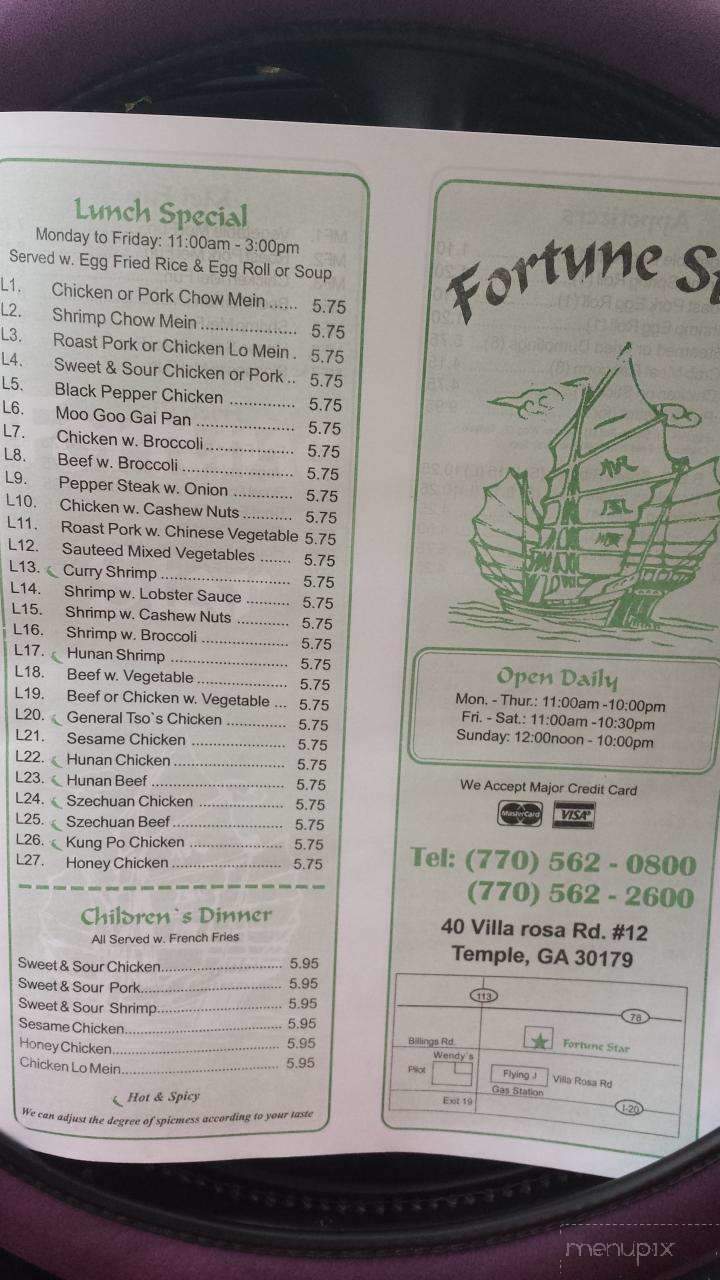 Lunch Special
Monday to Friday: 11:00am - 3:00pm
Served w. Egg Fried Rice & Egg Roll or Soup
L1. Chicken or Pork Chow Mein ...... 5.75
L2. Shrimp Chow Mein ...................... 5.75
L3. Roast Pork or Chicken Lo Mein . 5.75
L4. Sweet & Sour Chicken or Pork .. 5.75
L5. Black Pepper Chicken ............... 5.75
L6. Moo Goo Gai Pan ..................... 5.75
L7. Chicken w. Broccoli.................... 5.75
L8. Beef w. Broccoli ........................ 5.75
L9. Pepper Steak w. Onion .............. 5.75
L10. Chicken w. Cashew Nuts ........... 5.75
L11. Roast Pork w. Chinese Vegetable 5.75
L12. Sauteed Mixed Vegetables ....... 5.75
L13. Curry Shrimp .............................. 5.75
L14. Shrimp w. Lobster Sauce .......... 5.75
L15. Shrimp w. Cashew Nuts ............ 5.75
L16. Shrimp w. Broccoli .................... 5.75
L17. Hunan Shrimp ........................... 5.75
L18. Beef w. Vegetable ..................... 5.75
L19. Beef or Chicken w. Vegetable ... 5.75
L20. General Tso`s Chicken .............. 5.75
L21. Sesame Chicken ...................... 5.75
L22. Hunan Chicken .......................... 5.75
L23. Hunan Beef ............................... 5.75
L24. Szechuan Chicken .................... 5.75
L25. Szechuan Beef........................... 5.75
L26. Kung Po Chicken ....................... 5.75
L27. Honey Chicken ........................... 5.75
Children`s Dinner
All Served w. French Fries
Sweet & Sour Chicken............................. 5.95
Sweet & Sour Pork................................. 5.95
Sweet & Sour Shrimp.............................. 5.95
Sesame Chicken..................................... 5.95
Honey Chicken........................................ 5.95
Chicken Lo Mein...................................... 5.95
Hot & Spicy
We can adjust the degree of spicmess according to your taste
Fortune
Open Daily
Mon. - Thur.: 11:00am -10:00pm
Fri. - Sat.: 11:00am -10:30pm
Sunday: 12:00noon - 10:00pm
We Accept Major Credit Card
MasterCard VISA
Tel: (770) 562 - 0800
(770) 562 - 2600
40 Villa rosa Rd. #12
Temple, GA 30179
113
78
Billings Rd.
Fortune Star
Wendy`s
Pilot
Flying J
Gas Station
Villa Rosa Rd
Exit 19
I-20
menupix